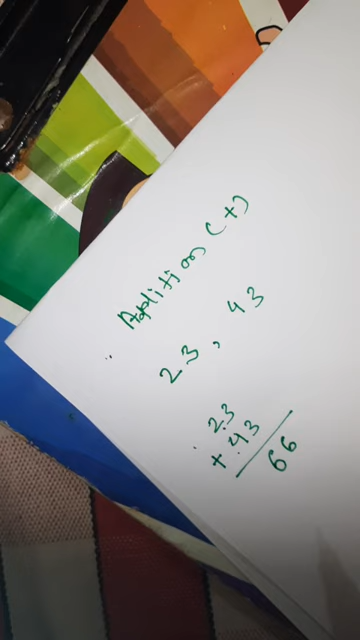 Addition (+)
23, 43
23
+ 43
66